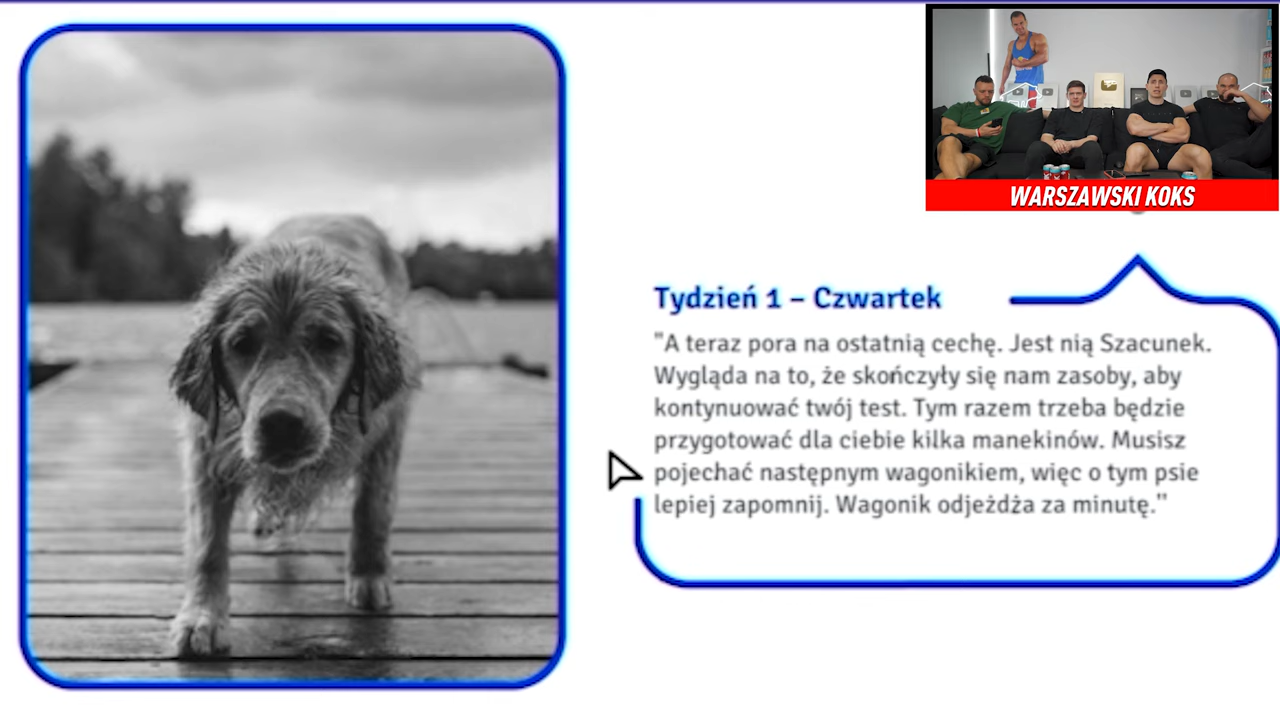 WARSZAWSKI KOKS
Tydzień 1 – Czwartek
"A teraz pora na ostatnią cechę. Jest nią Szacunek.
Wygląda na to, że skończyły się nam zasoby, aby
kontynuować twój test. Tym razem trzeba będzie
przygotować dla ciebie kilka manekinów. Musisz
pojechać następnym wagonikiem, więc o tym psie
lepiej zapomnij. Wagonik odjeżdża za minutę."